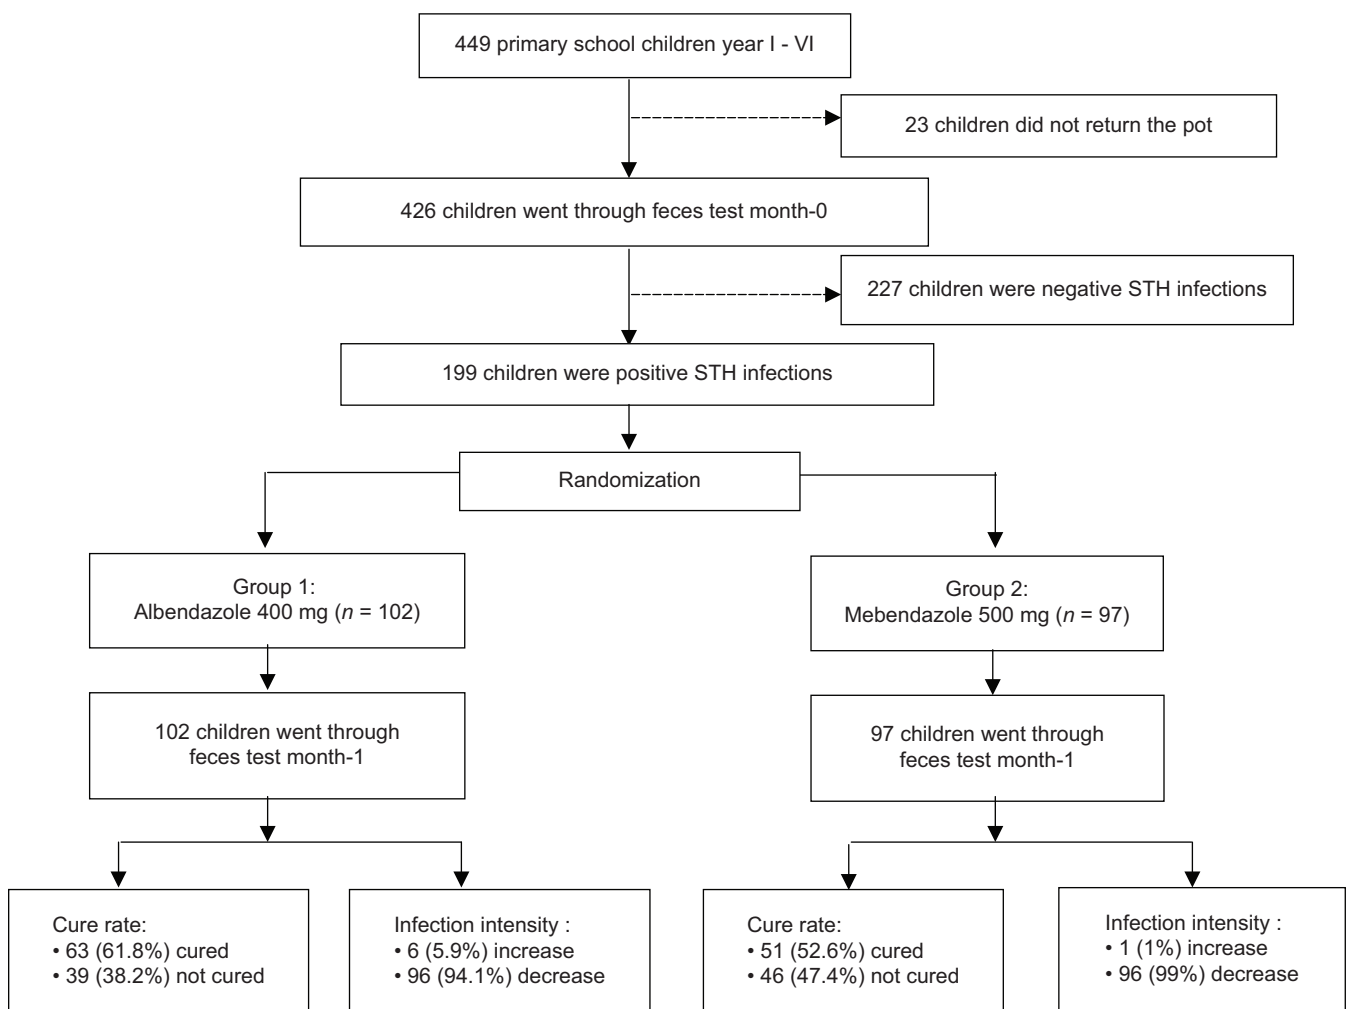 449 primary school children year I - VI
23 children did not return the pot
426 children went through feces test month-0
227 children were negative STH infections
199 children were positive STH infections
Randomization
Group 1:
Albendazole 400 mg (n = 102)
Group 2:
Mebendazole 500 mg (n = 97)
102 children went through
feces test month-1
97 children went through
feces test month-1
Cure rate:
• 63 (61.8%) cured
• 39 (38.2%) not cured
Infection intensity :
• 6 (5.9%) increase
• 96 (94.1%) decrease
Cure rate:
• 51 (52.6%) cured
• 46 (47.4%) not cured
Infection intensity :
• 1 (1%) increase
• 96 (99%) decrease